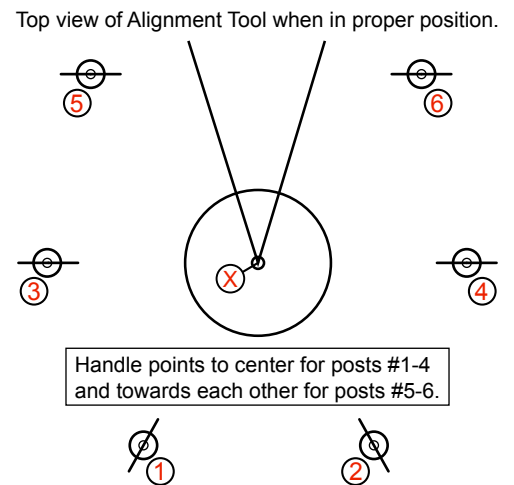 Top view of Alignment Tool when in proper position.
5
6
X
3
4
Handle points to center for posts #1-4
and towards each other for posts #5-6.
1
2